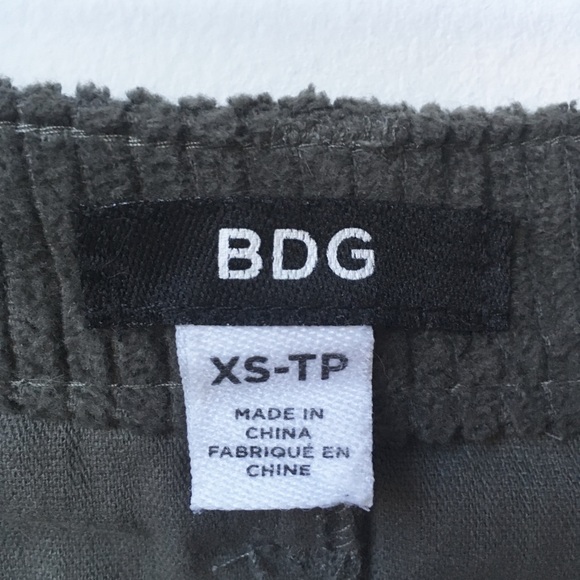 BDG
XS-TP
MADE IN
CHINA
FABRIQUÉ EN
CHINE